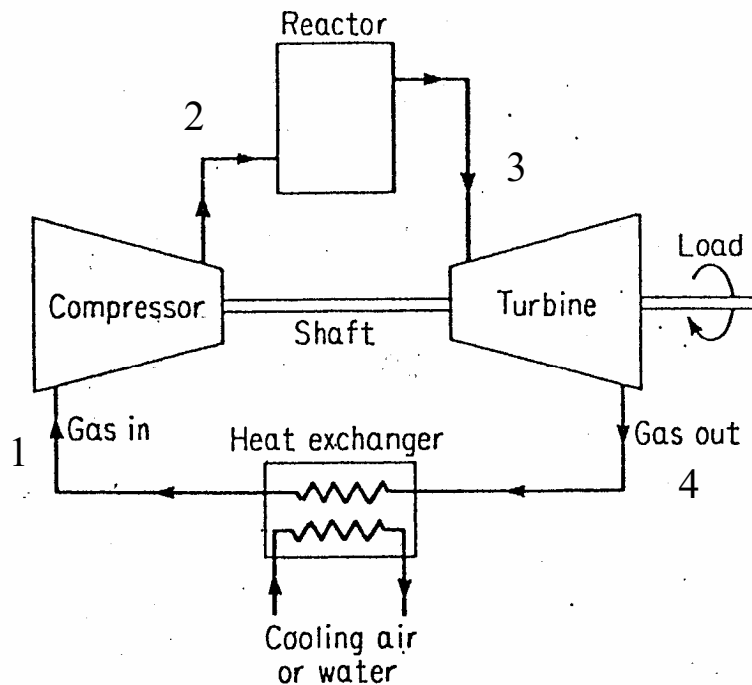 Reactor
2
3
Load
Compressor
Shaft
Turbine
1
Gas in
Heat exchanger
Gas out
4
Cooling air
or water